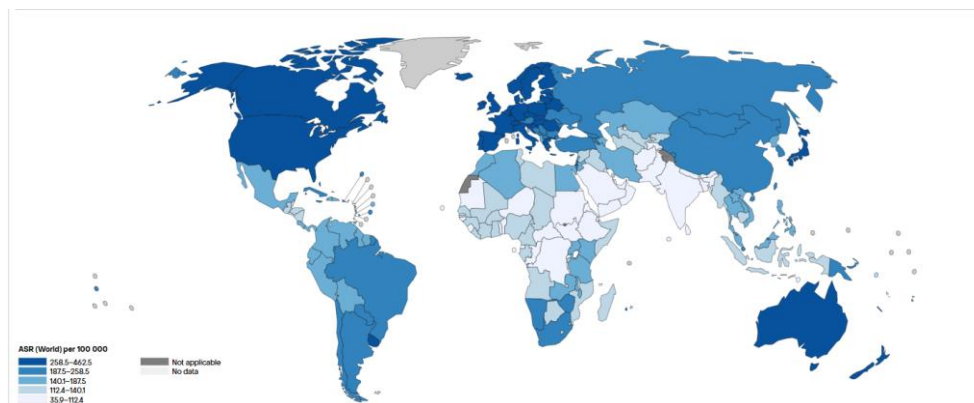 ASR (World) per 100 000
258.5–462.5
187.5–258.5
140.1–187.5
112.4–140.1
35.9–112.4
Not applicable
No data